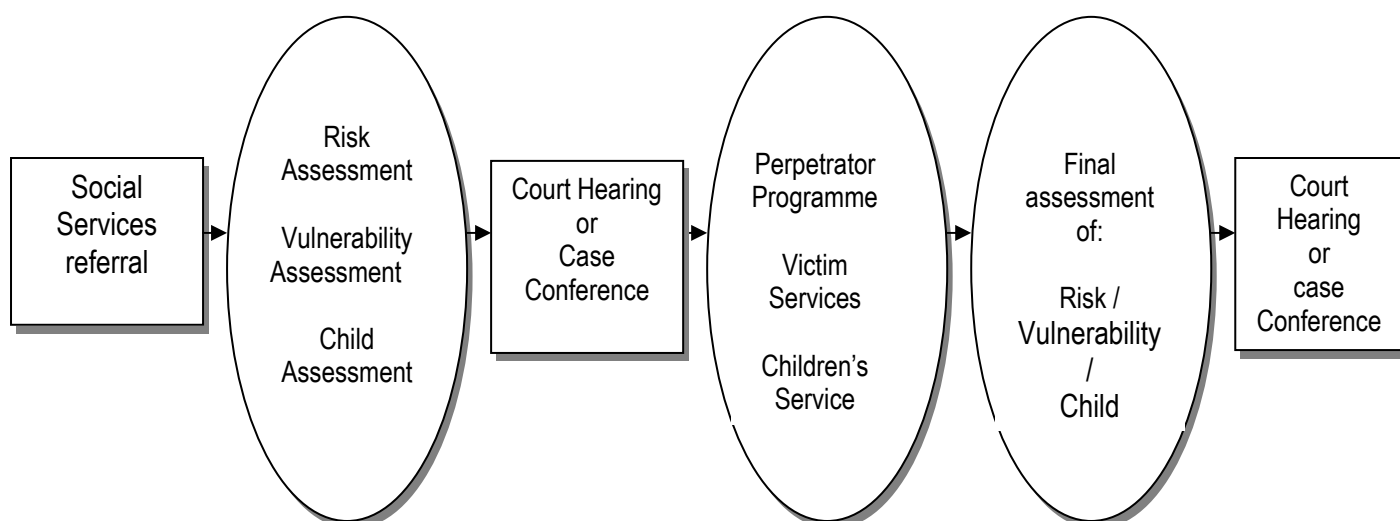 Social
Services
referral
Risk
Assessment
Vulnerability
Assessment
Child
Assessment
Court Hearing
or
Case
Conference
Perpetrator
Programme
Victim
Services
Children’s
Service
Final
assessment
of:
Risk /
Vulnerability
/
Child
Court
Hearing
or
case
Conference